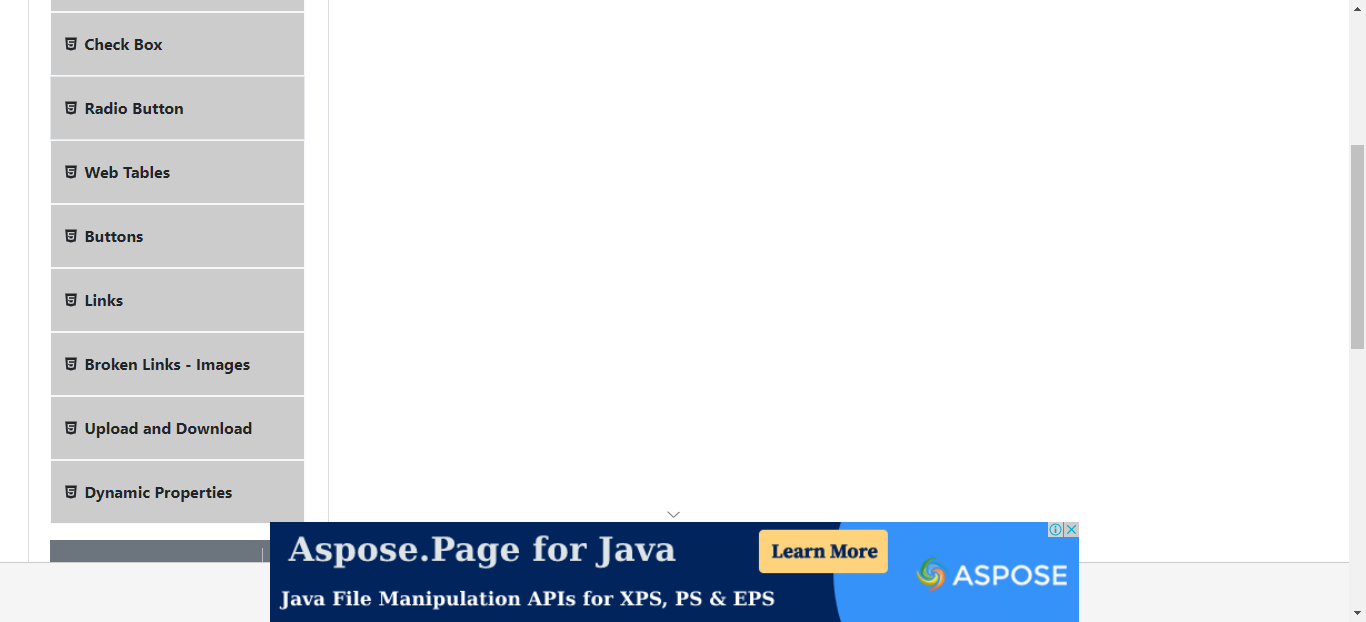 Check Box
Radio Button
Web Tables
Buttons
Links
Broken Links - Images
Upload and Download
Dynamic Properties
Aspose.Page for Java
Learn More
ASPOSE
Java File Manipulation APIs for XPS, PS & EPS